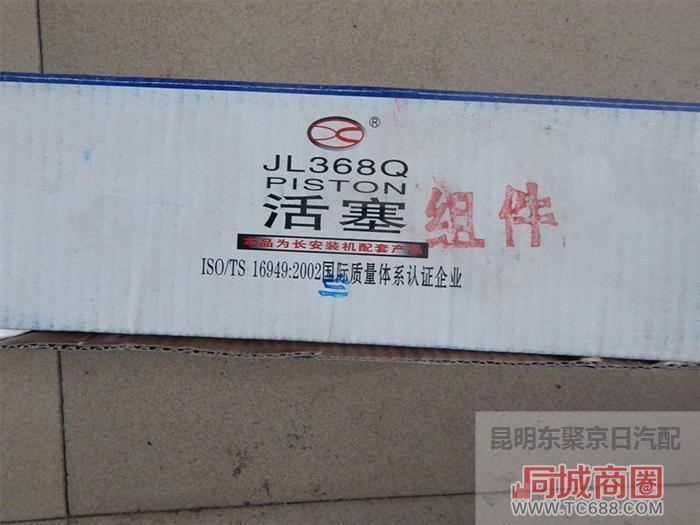 ®
JL368Q
PISTON
活塞 组件
本品为长安装机配套产品
ISO/TS 16949:2002国际质量体系认证企业
三
昆明东聚京日汽配
同城商圈
www.TC688.COM